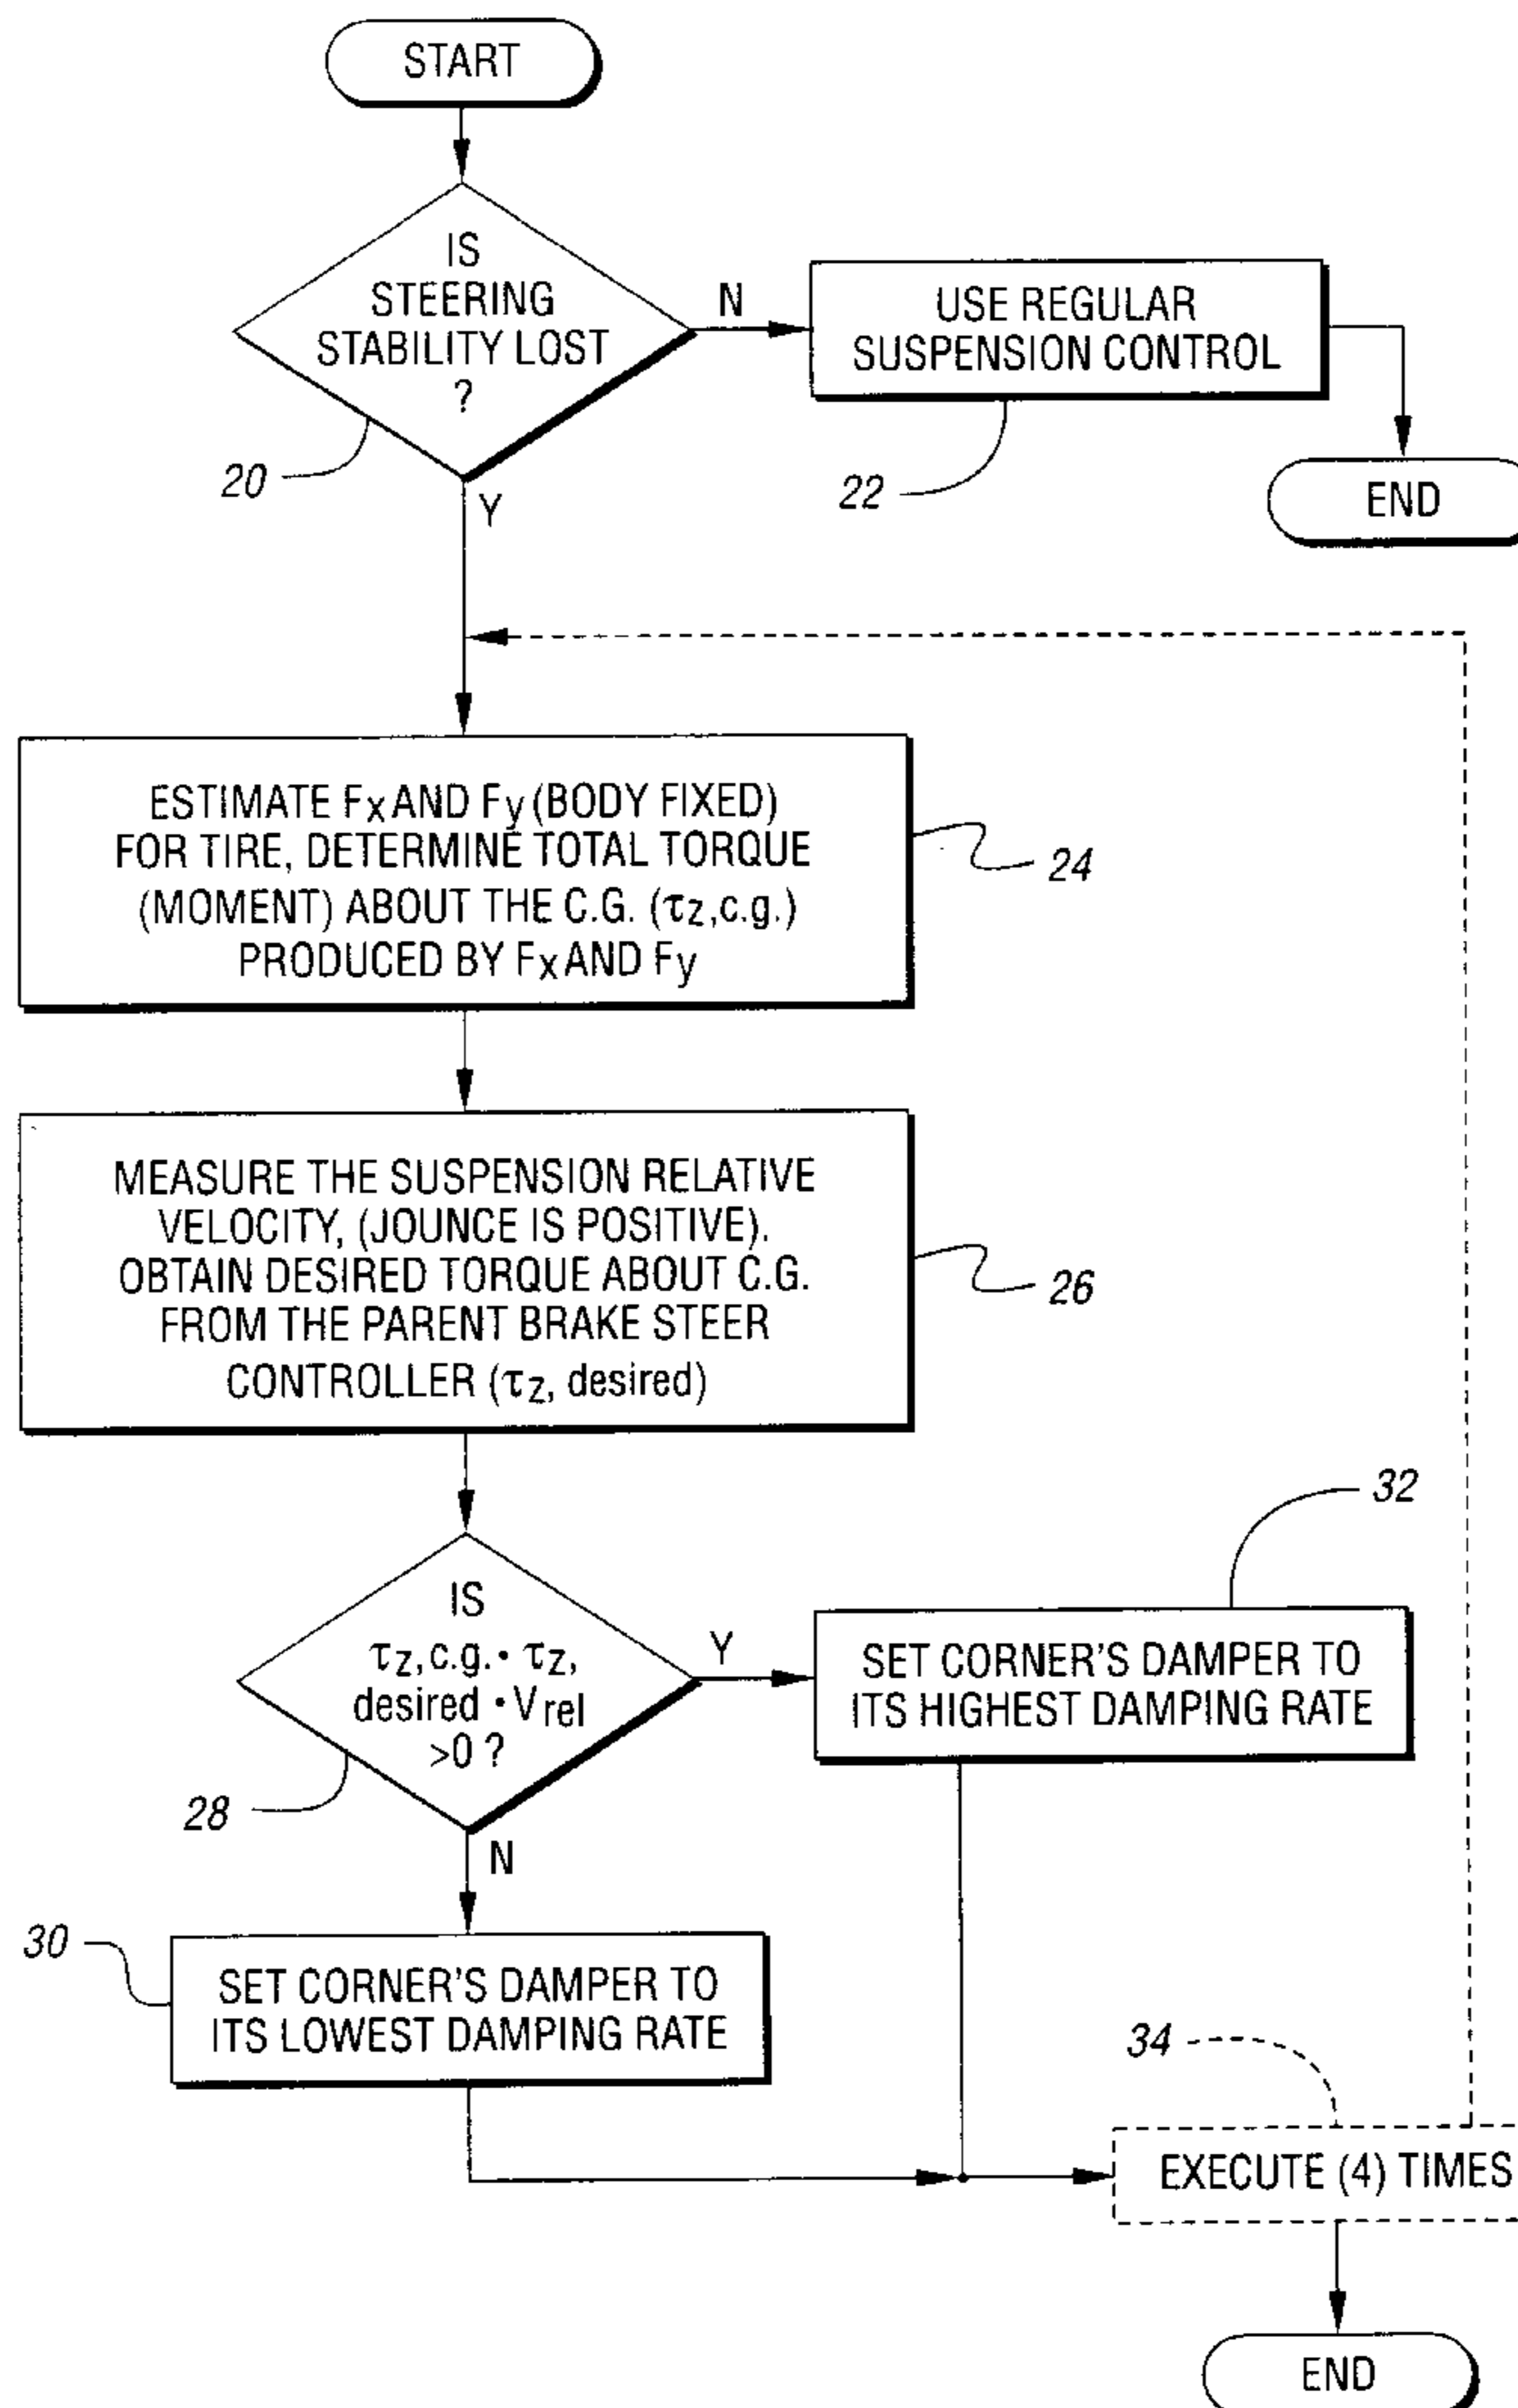 START
IS
STEERING
STABILITY LOST
?
N
USE REGULAR
SUSPENSION CONTROL
20
22
Y
END
ESTIMATE Fx AND Fy (BODY FIXED)
FOR TIRE, DETERMINE TOTAL TORQUE
(MOMENT) ABOUT THE C.G. (τz,c.g.)
PRODUCED BY Fx AND Fy
24
MEASURE THE SUSPENSION RELATIVE
VELOCITY, (JOUNCE IS POSITIVE).
OBTAIN DESIRED TORQUE ABOUT C.G.
FROM THE PARENT BRAKE STEER
CONTROLLER (τz, desired)
26
32
IS
τz,c.g.• τz,
desired •Vrel
>0 ?
Y
SET CORNER'S DAMPER TO
ITS HIGHEST DAMPING RATE
28
N
30
SET CORNER'S DAMPER TO
ITS LOWEST DAMPING RATE
34
EXECUTE (4) TIMES
END